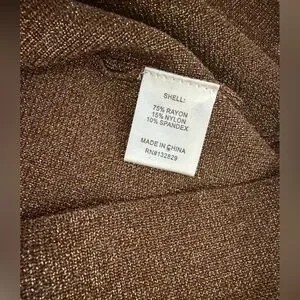 SHELL:
75% RAYON
15% NYLON
10% SPANDEX
MADE IN CHINA
RN#132829